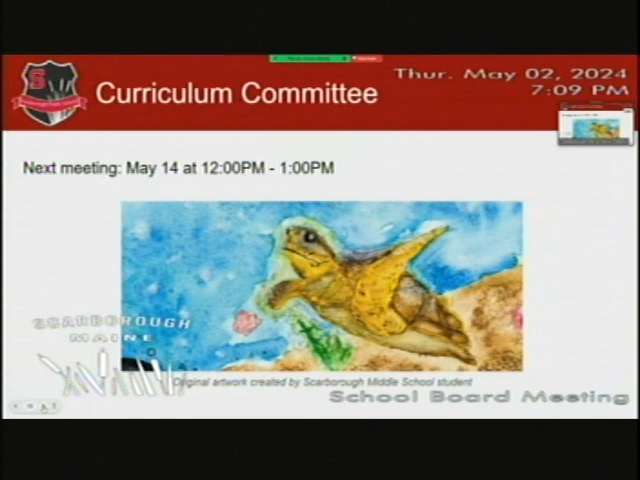 Thur. May 02, 2024
7:09 PM
S
Curriculum Committee
Next meeting: May 14 at 12:00PM - 1:00PM
SCARBOROUGH
MAINE
Original artwork created by Scarborough Middle School student
School Board Meeting